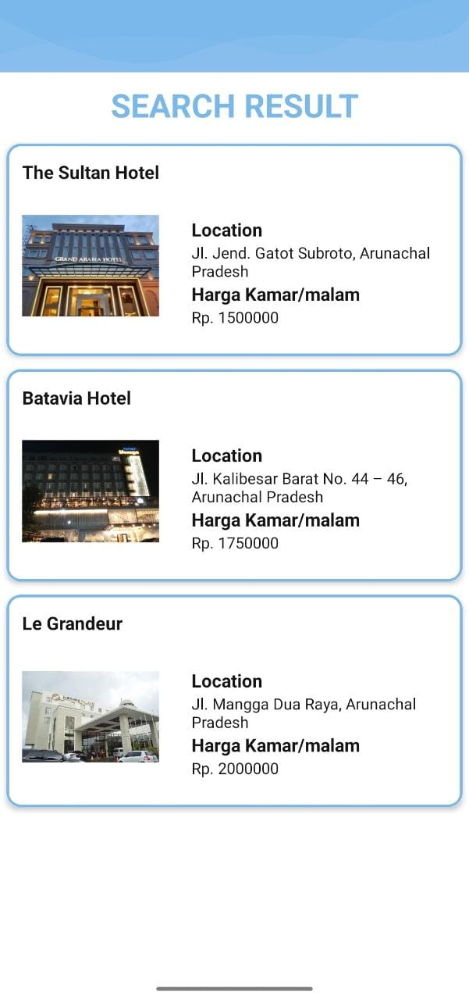 SEARCH RESULT
The Sultan Hotel
GRAND ARABIA HOTEL
Location
Jl. Jend. Gatot Subroto, Arunachal
Pradesh
Harga Kamar/malam
Rp. 1500000
Batavia Hotel
Location
Jl. Kalibesar Barat No. 44 – 46,
Arunachal Pradesh
Harga Kamar/malam
Rp. 1750000
Le Grandeur
Location
Jl. Mangga Dua Raya, Arunachal
Pradesh
Harga Kamar/malam
Rp. 2000000